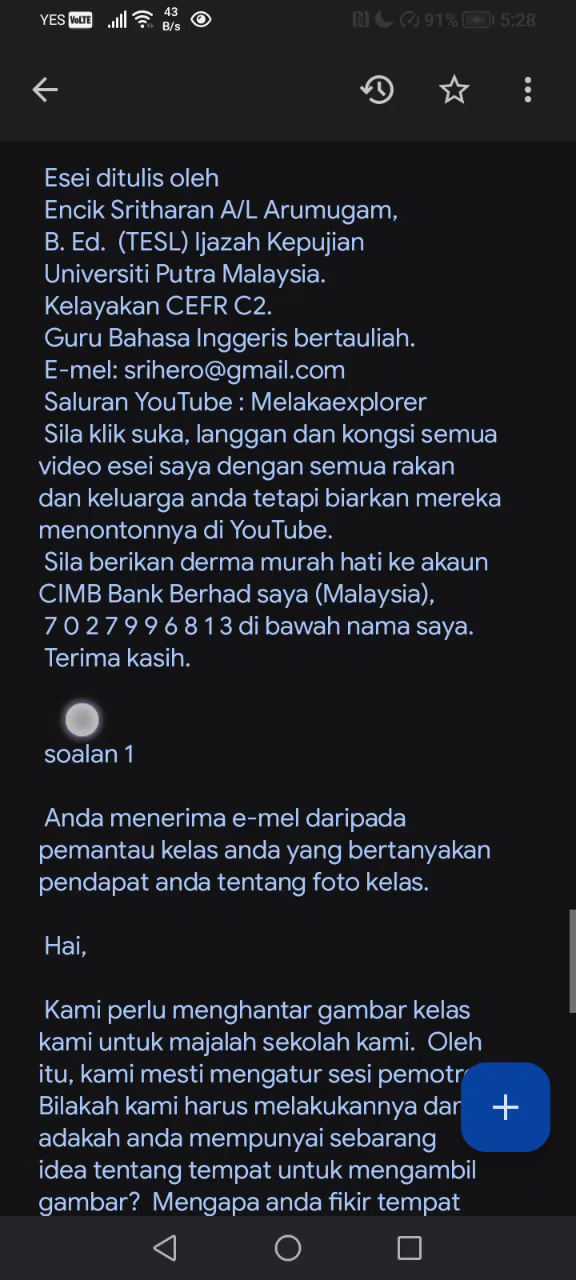 YES VoLTE 43 B/s 91% 5:28
Esei ditulis oleh
Encik Sritharan A/L Arumugam,
B. Ed. (TESL) Ijazah Kepujian
Universiti Putra Malaysia.
Kelayakan CEFR C2.
Guru Bahasa Inggeris bertauliah.
E-mel: srihero@gmail.com
Saluran YouTube : Melakaexplorer
Sila klik suka, langgan dan kongsi semua
video esei saya dengan semua rakan
dan keluarga anda tetapi biarkan mereka
menontonnya di YouTube.
Sila berikan derma murah hati ke akaun
CIMB Bank Berhad saya (Malaysia),
7 0 2 7 9 9 6 8 1 3 di bawah nama saya.
Terima kasih.
soalan 1
Anda menerima e-mel daripada
pemantau kelas anda yang bertanyakan
pendapat anda tentang foto kelas.
Hai,
Kami perlu menghantar gambar kelas
kami untuk majalah sekolah kami. Oleh
itu, kami mesti mengatur sesi pemotr
Bilakah kami harus melakukannya dar
adakah anda mempunyai sebarang
idea tentang tempat untuk mengambil
gambar? Mengapa anda fikir tempat